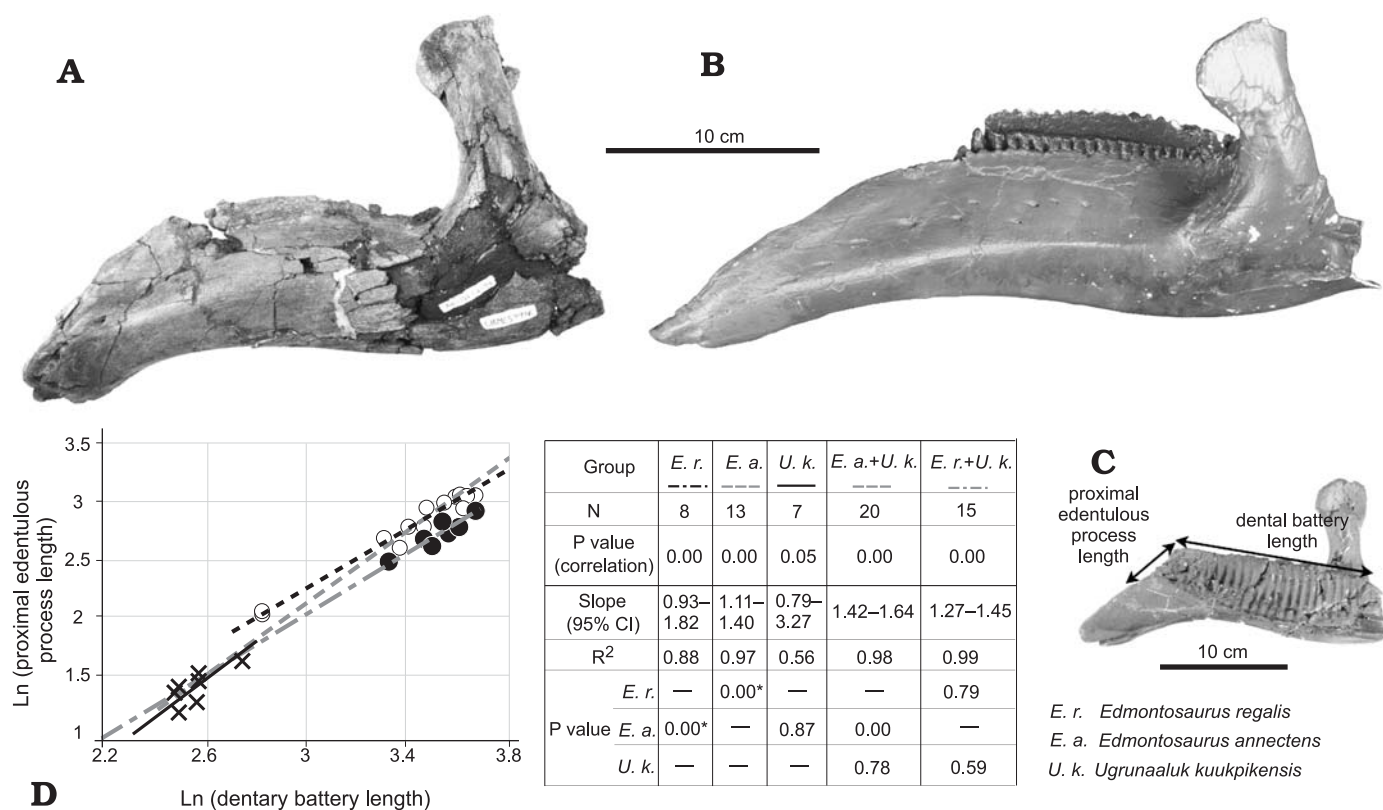 A
B
10 cm
3.5
3
2.5
2
1.5
1
2.2
2.6
3
3.4
3.8
Ln (proximal edentulous
process length)
Ln (dentary battery length)
D
Group
E. r.
E. a.
U. k.
E. a.+U. k.
E. r.+U. k.
N
8
13
7
20
15
P value
(correlation)
0.00
0.00
0.05
0.00
0.00
Slope
(95% CI)
0.93–
1.82
1.11–
1.40
0.79–
3.27
1.42–1.64
1.27–1.45
R2
0.88
0.97
0.56
0.98
0.99
P value
E. r.
—
0.00*
—
—
0.79
E. a.
0.00*
—
0.87
0.00
—
U. k.
—
—
—
0.78
0.59
C
proximal
edentulous
process
length
dental battery
length
10 cm
E. r. Edmontosaurus regalis
E. a. Edmontosaurus annectens
U. k. Ugrunaaluk kuukpikensis